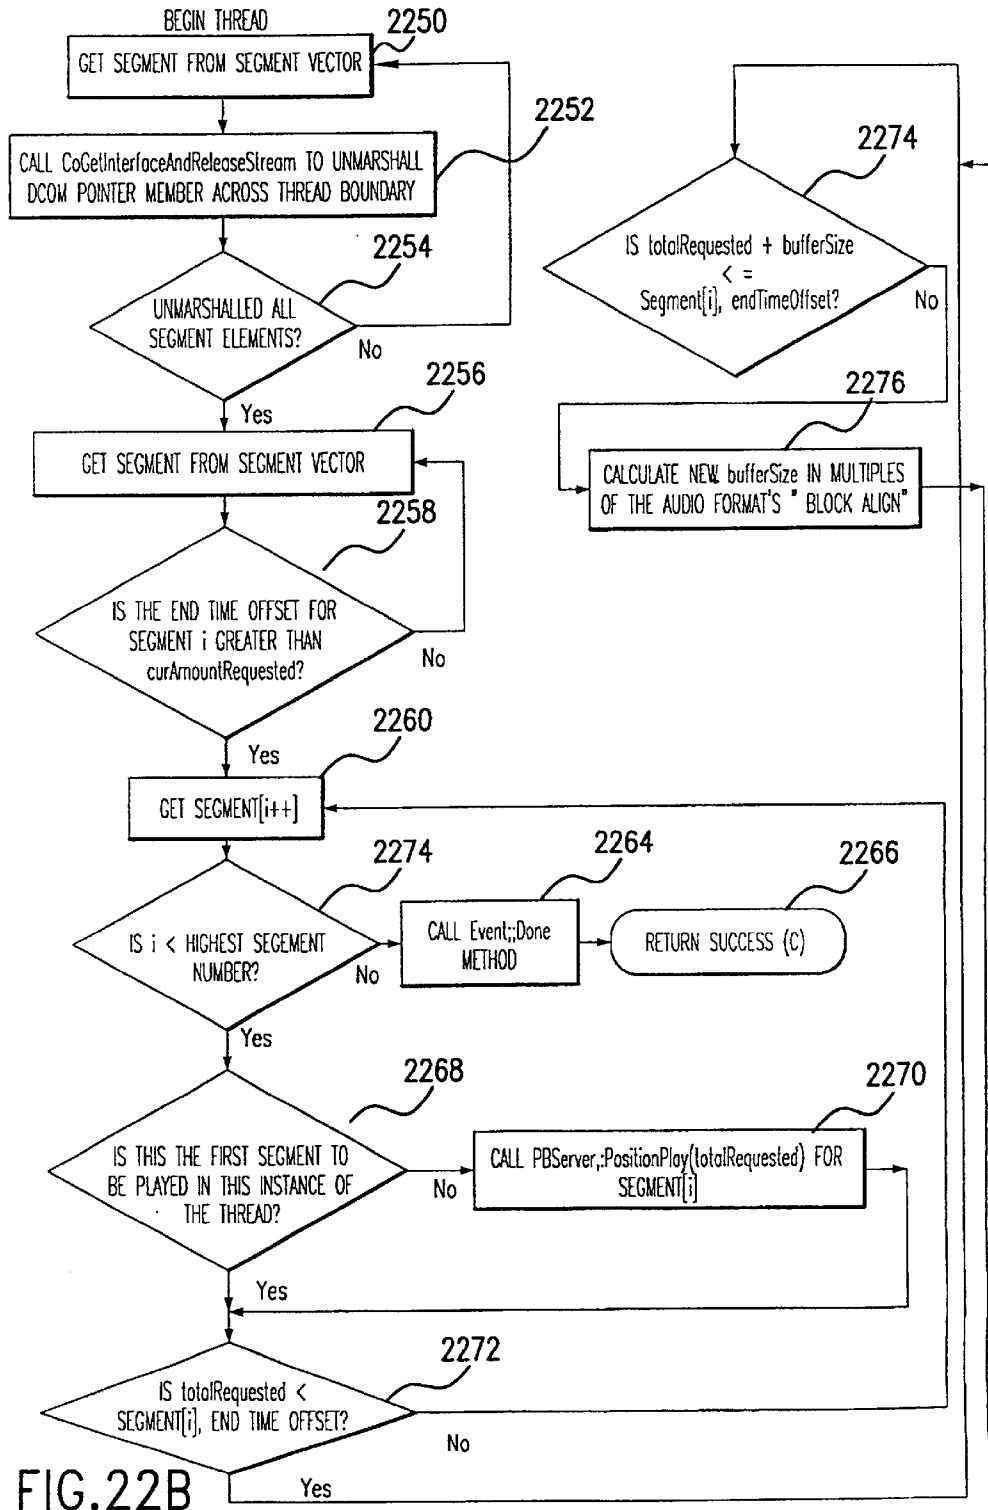 BEGIN THREAD
2250
GET SEGMENT FROM SEGMENT VECTOR
2252
CALL CoGetInterfaceAndReleaseStream TO UNMARSHALL
DCOM POINTER MEMBER ACROSS THREAD BOUNDARY
2254
UNMARSHALLED ALL
SEGMENT ELEMENTS?
No
Yes
2256
GET SEGMENT FROM SEGMENT VECTOR
2258
IS THE END TIME OFFSET FOR
SEGMENT i GREATER THAN
curAmountRequested?
No
Yes
2260
GET SEGMENT[i++]
2274
IS i < HIGHEST SEGEMENT
NUMBER?
No
Yes
2264
CALL Event;;Done
METHOD
2266
RETURN SUCCESS (C)
2268
IS THIS THE FIRST SEGMENT TO
BE PLAYED IN THIS INSTANCE OF
THE THREAD?
No
Yes
2270
CALL PBServer,:PositionPlay(totalRequested) FOR
SEGMENT[i]
2272
IS totalRequested <
SEGMENT[i], END TIME OFFSET?
No
Yes
2274
IS totalRequested + bufferSize
< =
Segment[i], endTimeOffset?
No
2276
CALCULATE NEW bufferSize IN MULTIPLES
OF THE AUDIO FORMAT'S " BLOCK ALIGN"
FIG.22B